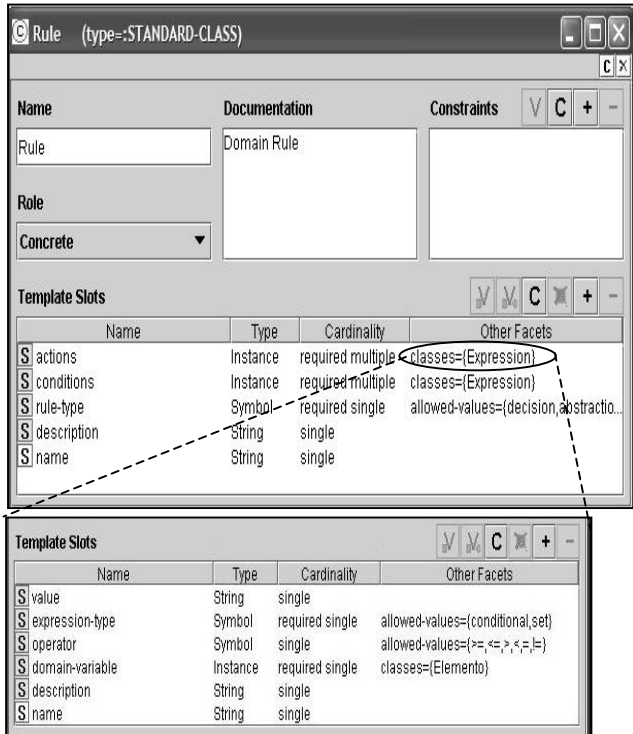 Rule (type=:STANDARD-CLASS)
C X
Name Documentation Constraints V C + −
Rule Domain Rule
Role
Concrete
Template Slots C + −
Name Type Cardinality Other Facets
S actions Instance required multiple classes={Expression}
S conditions Instance required multiple classes={Expression}
S rule-type Symbol required single allowed-values={decision,abstractio...
S description String single
S name String single
Template Slots C + −
Name Type Cardinality Other Facets
S value String single
S expression-type Symbol required single allowed-values={conditional,set}
S operator Symbol single allowed-values={>=,<=,>,<,=,!=}
S domain-variable Instance required single classes={Elemento}
S description String single
S name String single